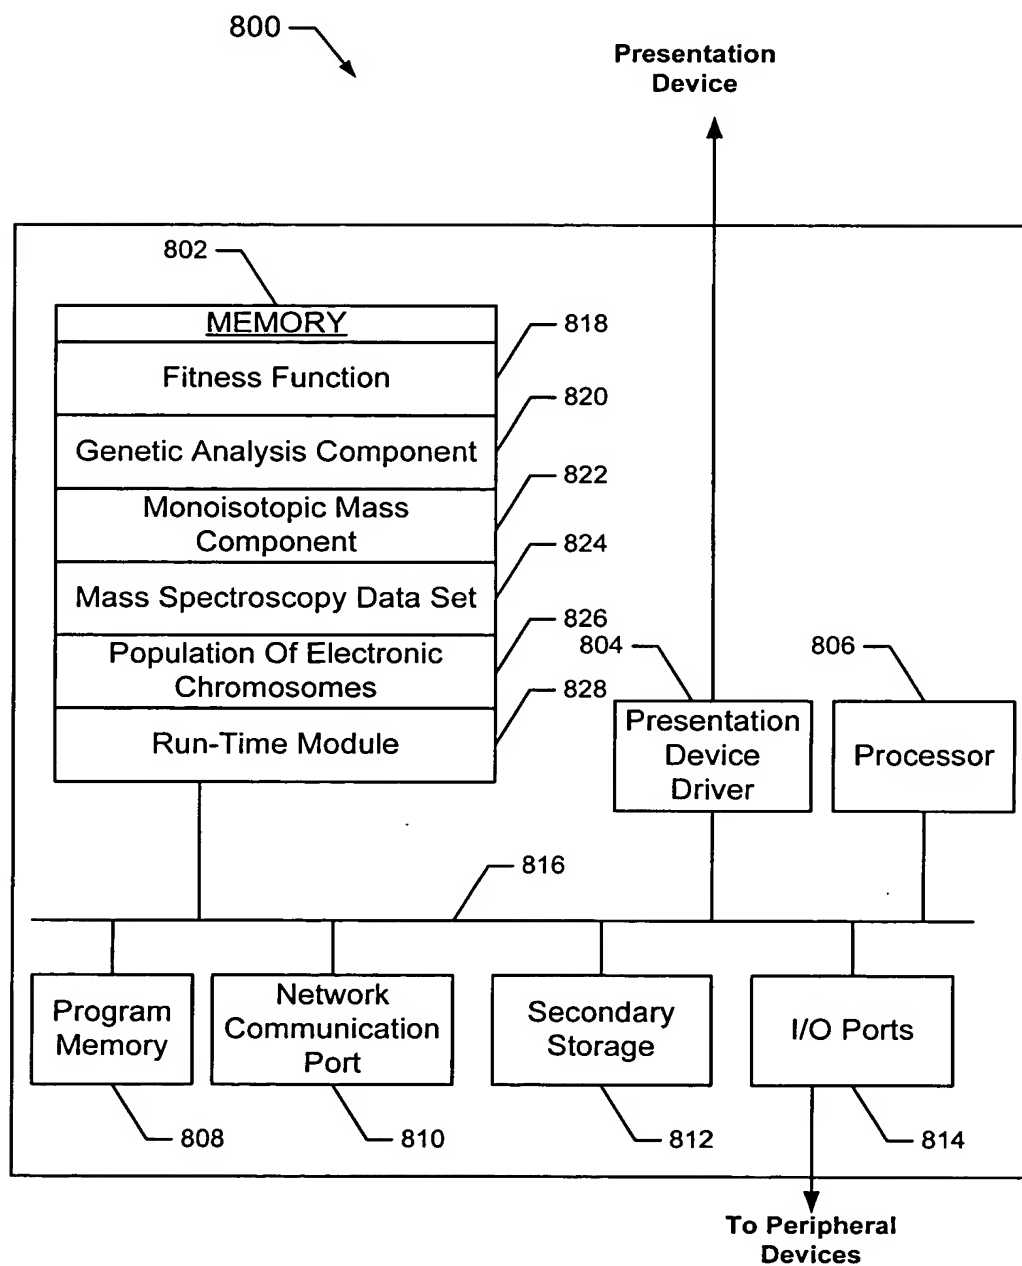 800
Presentation
Device
802
MEMORY
818
Fitness Function
820
Genetic Analysis Component
822
Monoisotopic Mass
Component
824
Mass Spectroscopy Data Set
826
Population Of Electronic
Chromosomes
828
Run-Time Module
804
Presentation
Device
Driver
806
Processor
816
Program
Memory
808
Network
Communication
Port
810
Secondary
Storage
812
I/O Ports
814
To Peripheral
Devices